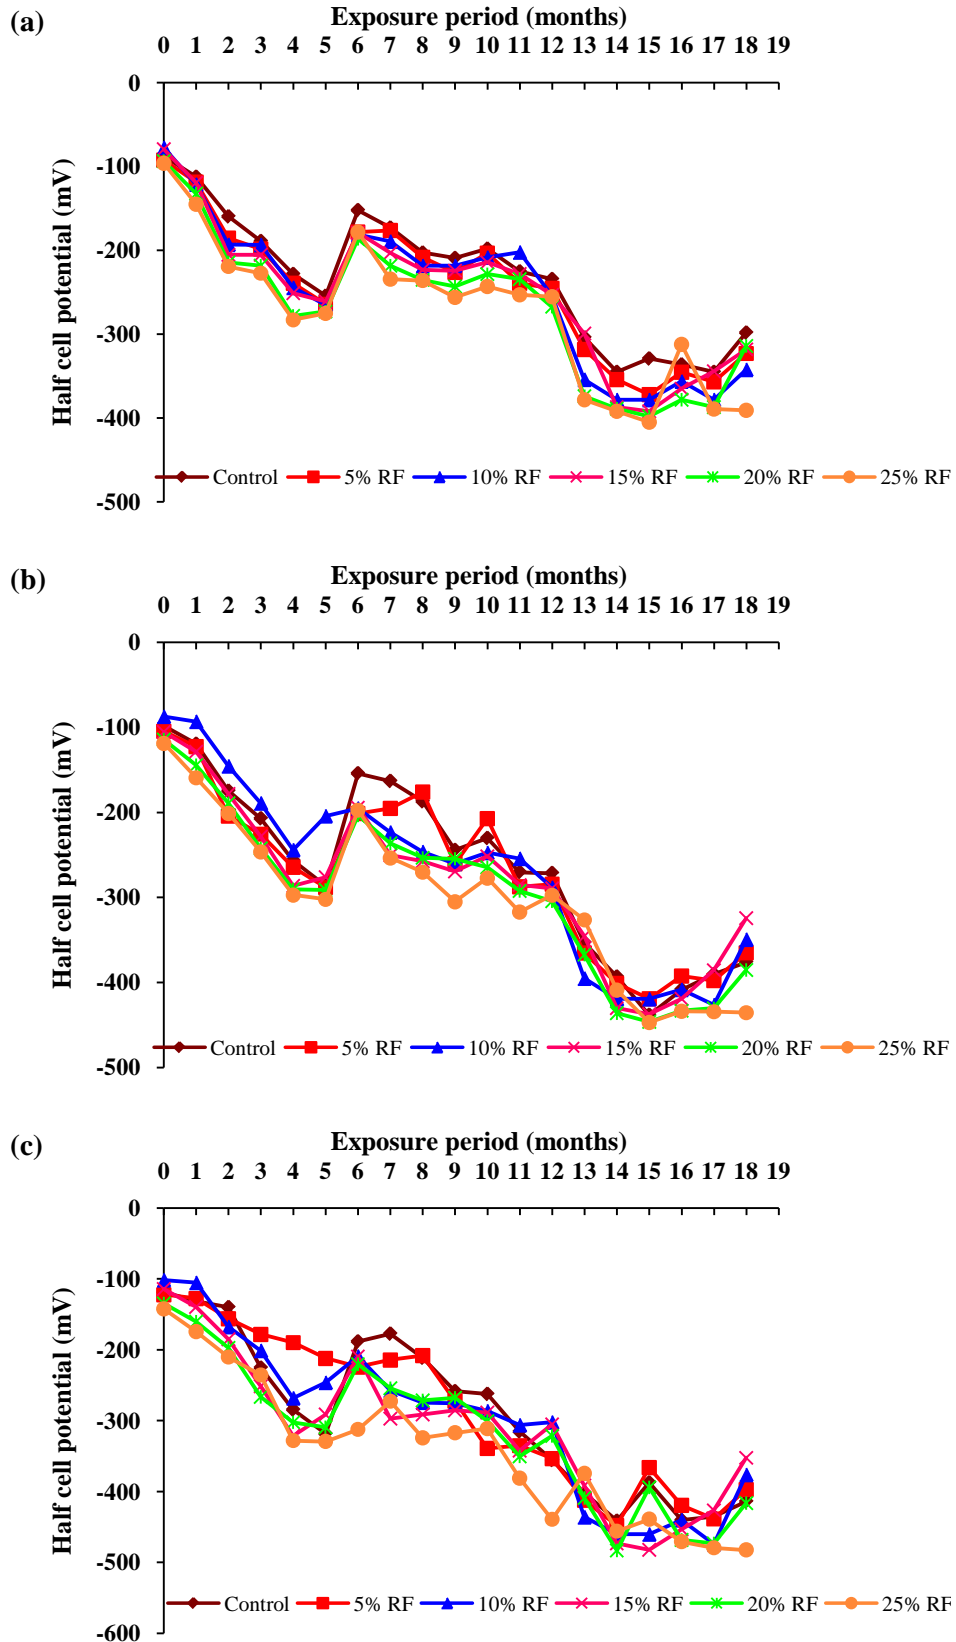 (a)
Exposure period (months)
0 1 2 3 4 5 6 7 8 9 10 11 12 13 14 15 16 17 18 19
Half cell potential (mV)
0
-100
-200
-300
-400
-500
Control 5% RF 10% RF 15% RF 20% RF 25% RF
(b)
Exposure period (months)
0 1 2 3 4 5 6 7 8 9 10 11 12 13 14 15 16 17 18 19
Half cell potential (mV)
0
-100
-200
-300
-400
-500
Control 5% RF 10% RF 15% RF 20% RF 25% RF
(c)
Exposure period (months)
0 1 2 3 4 5 6 7 8 9 10 11 12 13 14 15 16 17 18 19
Half cell potential (mV)
0
-100
-200
-300
-400
-500
-600
Control 5% RF 10% RF 15% RF 20% RF 25% RF